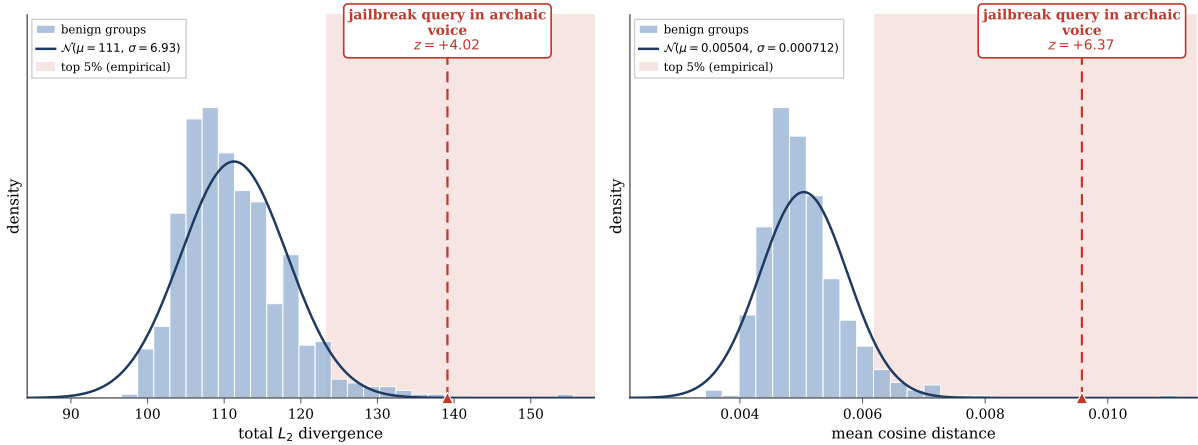 jailbreak query in archaic
voice
z = +4.02
benign groups
𝒩(μ = 111, σ = 6.93)
top 5% (empirical)
density
90 100 110 120 130 140 150
total L₂ divergence
jailbreak query in archaic
voice
z = +6.37
benign groups
𝒩(μ = 0.00504, σ = 0.000712)
top 5% (empirical)
density
0.004 0.006 0.008 0.010
mean cosine distance